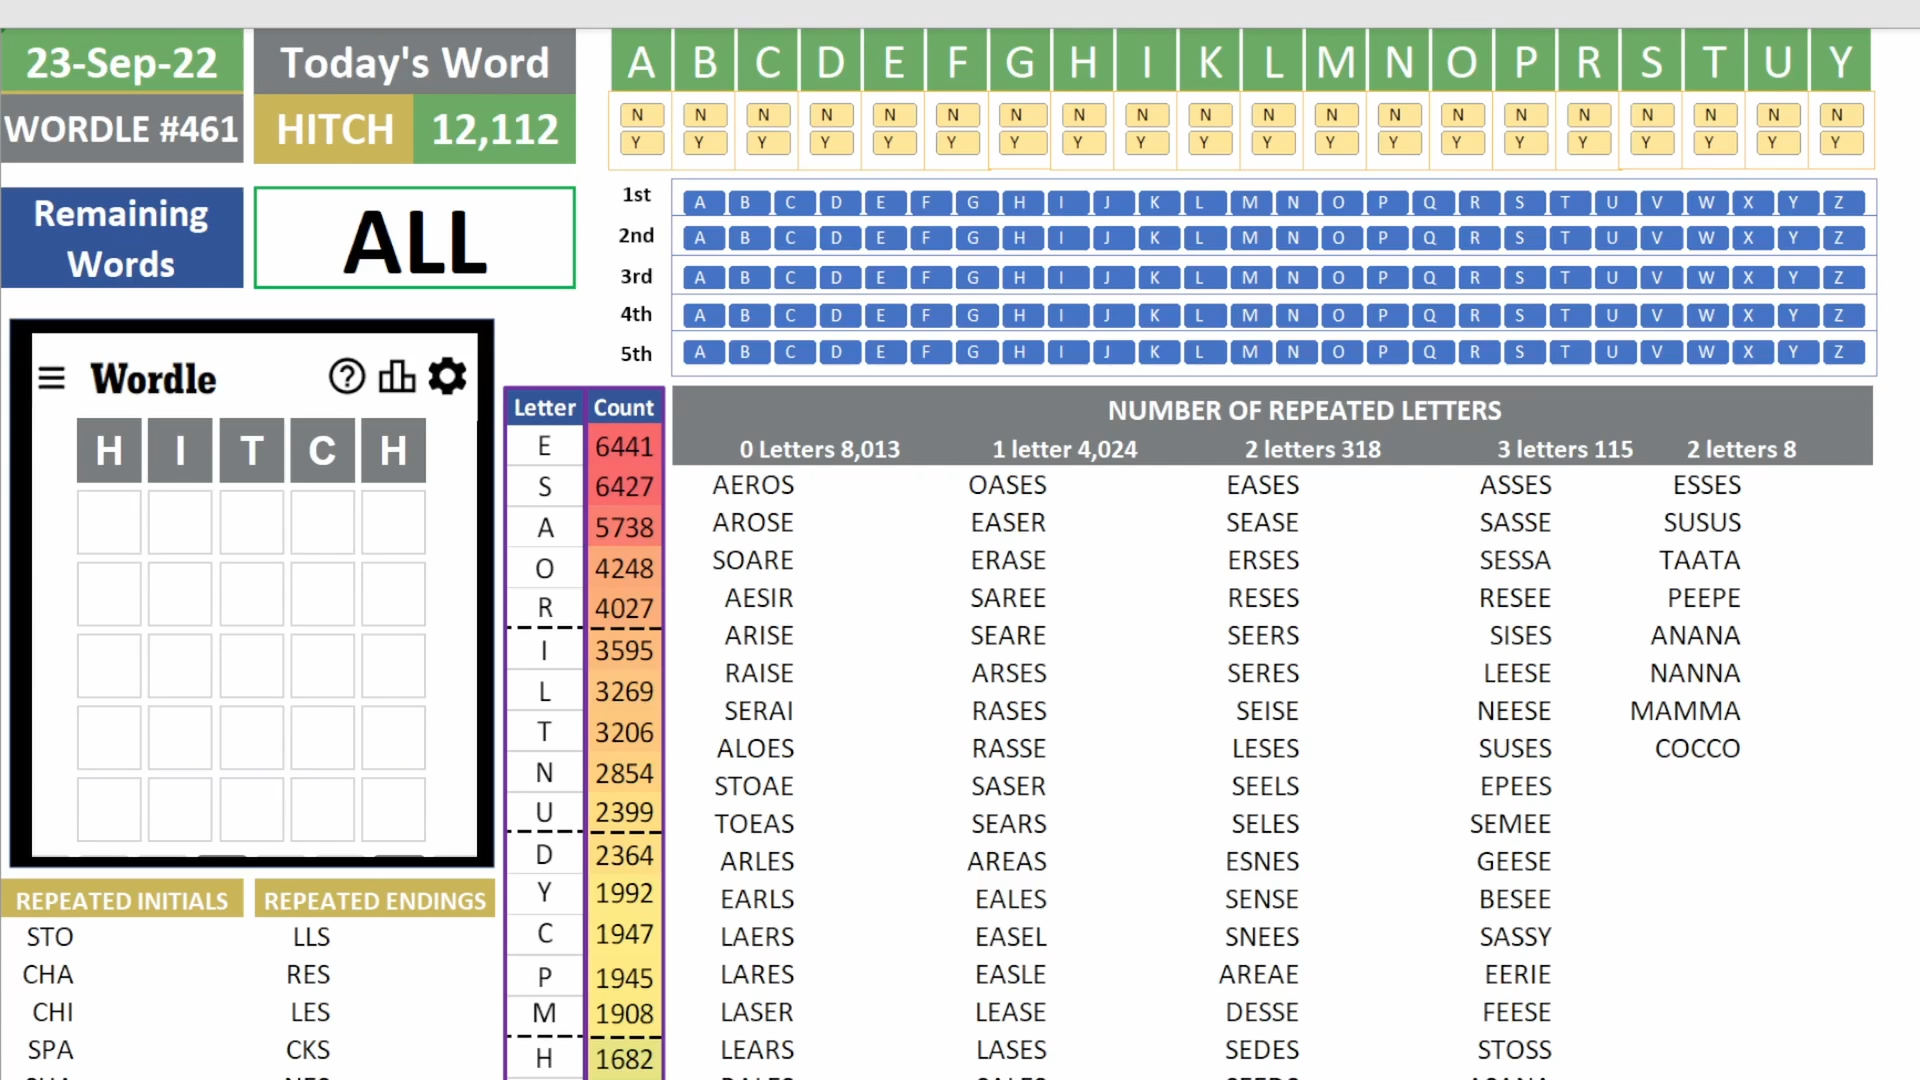 23-Sep-22 Today's Word
WORDLE #461 HITCH 12,112
Remaining Words ALL
A B C D E F G H I K L M N O P R S T U Y
N N N N N N N N N N N N N N N N N N N N
Y Y Y Y Y Y Y Y Y Y Y Y Y Y Y Y Y Y Y Y
1st A B C D E F G H I J K L M N O P Q R S T U V W X Y Z
2nd A B C D E F G H I J K L M N O P Q R S T U V W X Y Z
3rd A B C D E F G H I J K L M N O P Q R S T U V W X Y Z
4th A B C D E F G H I J K L M N O P Q R S T U V W X Y Z
5th A B C D E F G H I J K L M N O P Q R S T U V W X Y Z
Wordle ?
H I T C H
REPEATED INITIALS REPEATED ENDINGS
STO LLS
CHA RES
CHI LES
SPA CKS
Letter Count
E 6441
S 6427
A 5738
O 4248
R 4027
I 3595
L 3269
T 3206
N 2854
U 2399
D 2364
Y 1992
C 1947
P 1945
M 1908
H 1682
NUMBER OF REPEATED LETTERS
0 Letters 8,013 1 letter 4,024 2 letters 318 3 letters 115 2 letters 8
AEROS OASES EASES ASSES ESSES
AROSE EASER SEASE SASSE SUSUS
SOARE ERASE ERSES SESSA TAATA
AESIR SAREE RESES RESEE PEEPE
ARISE SEARE SEERS SISES ANANA
RAISE ARSES SERES LEESE NANNA
SERAI RASES SEISE NEESE MAMMA
ALOES RASSE LESES SUSES COCCO
STOAE SASER SEELS EPEES
TOEAS SEARS SELES SEMEE
ARLES AREAS ESNES GEESE
EARLS EALES SENSE BESEE
LAERS EASEL SNEES SASSY
LARES EASLE AREAE EERIE
LASER LEASE DESSE FEESE
LEARS LASES SEDES STOSS